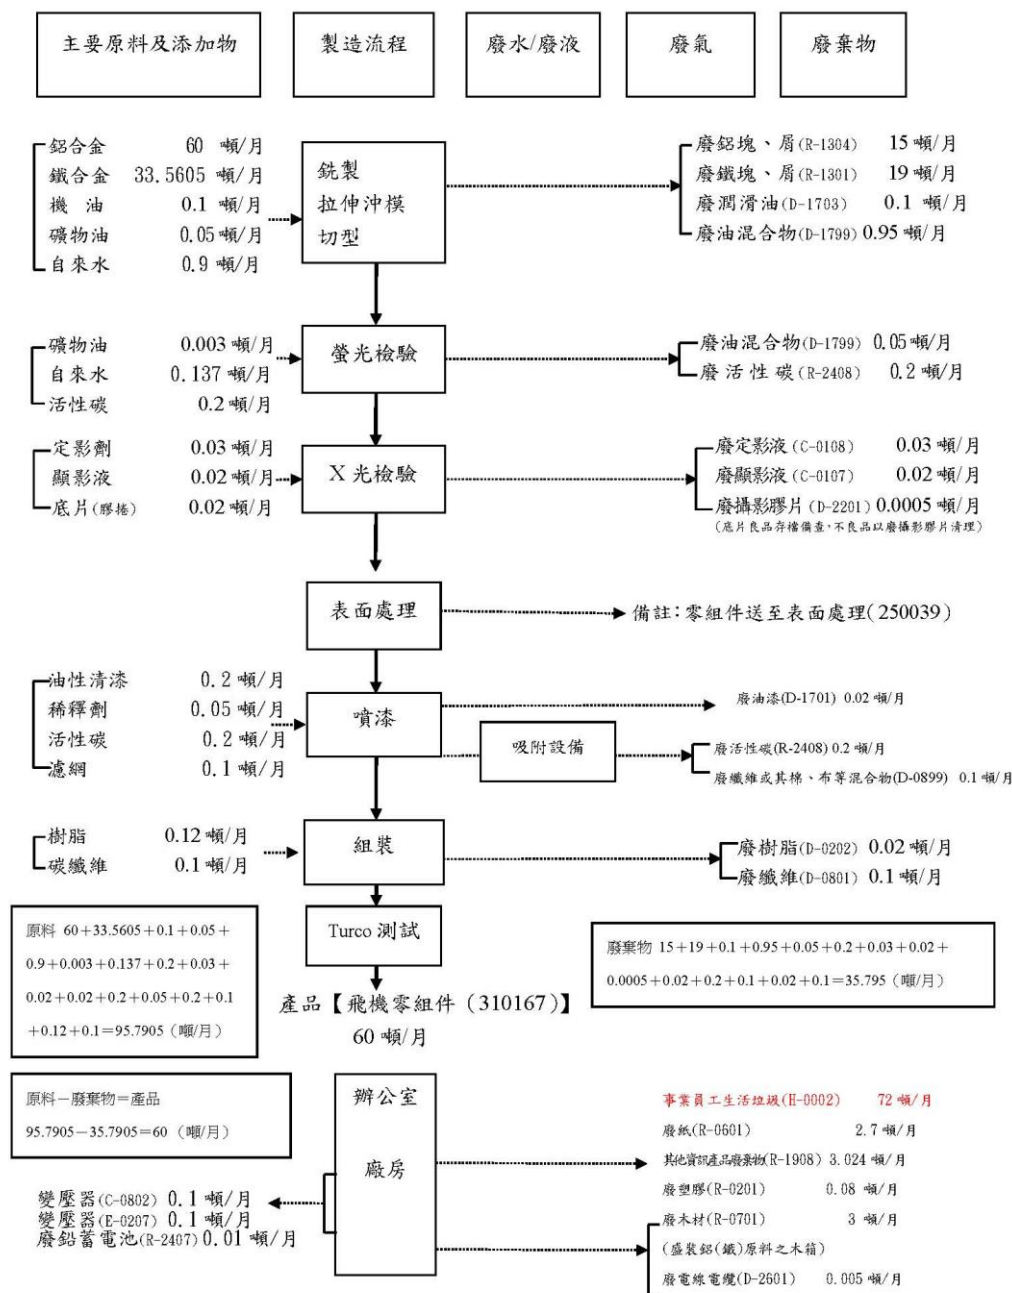 主要原料及添加物
製造流程
廢水/廢液
廢氣
廢棄物
鋁合金 60 噸/月
鐵合金 33.5605 噸/月
機 油 0.1 噸/月
礦物油 0.05 噸/月
自來水 0.9 噸/月
銑製
拉伸沖模
切型
廢鋁塊、屑(R-1304) 15 噸/月
廢鐵塊、屑(R-1301) 19 噸/月
廢潤滑油(D-1703) 0.1 噸/月
廢油混合物(D-1799) 0.95 噸/月
礦物油 0.003 噸/月
自來水 0.137 噸/月
活性碳 0.2 噸/月
螢光檢驗
廢油混合物(D-1799) 0.05 噸/月
廢活性碳(R-2408) 0.2 噸/月
定影劑 0.03 噸/月
顯影液 0.02 噸/月
底片(膠捲) 0.02 噸/月
X 光檢驗
廢定影液(C-0108) 0.03 噸/月
廢顯影液(C-0107) 0.02 噸/月
廢攝影膠片(D-2201) 0.0005 噸/月
(底片良品存檔備查,不良品以廢攝影膠片清理)
表面處理
備註:零組件送至表面處理(250039)
油性清漆 0.2 噸/月
稀釋劑 0.05 噸/月
活性碳 0.2 噸/月
濾網 0.1 噸/月
噴漆
吸附設備
廢油漆(D-1701) 0.02 噸/月
廢活性碳(R-2408) 0.2 噸/月
廢纖維或其棉、布等混合物(D-0899) 0.1 噸/月
樹脂 0.12 噸/月
碳纖維 0.1 噸/月
組裝
廢樹脂(D-0202) 0.02 噸/月
廢纖維(D-0801) 0.1 噸/月
Turco 測試
原料 60+33.5605+0.1+0.05+
0.9+0.003+0.137+0.2+0.03+
0.02+0.02+0.2+0.05+0.2+0.1
+0.12+0.1=95.7905(噸/月)
廢棄物 15+19+0.1+0.95+0.05+0.2+0.03+0.02+
0.0005+0.02+0.2+0.1+0.02+0.1=35.795(噸/月)
產品【飛機零組件(310167)】
60 噸/月
原料-廢棄物=產品
95.7905-35.7905=60 (噸/月)
辦公室
廠房
變壓器(C-0802) 0.1 噸/月
變壓器(E-0207) 0.1 噸/月
廢鉛蓄電池(R-2407) 0.01 噸/月
事業員工生活垃圾(H-0002) 72 噸/月
廢紙(R-0601) 2.7 噸/月
其他資訊產品廢棄物(R-1908) 3.024 噸/月
廢塑膠(R-0201) 0.08 噸/月
廢木材(R-0701) 3 噸/月
(盛裝鋁(鐵)原料之木箱)
廢電線電纜(D-2601) 0.005 噸/月